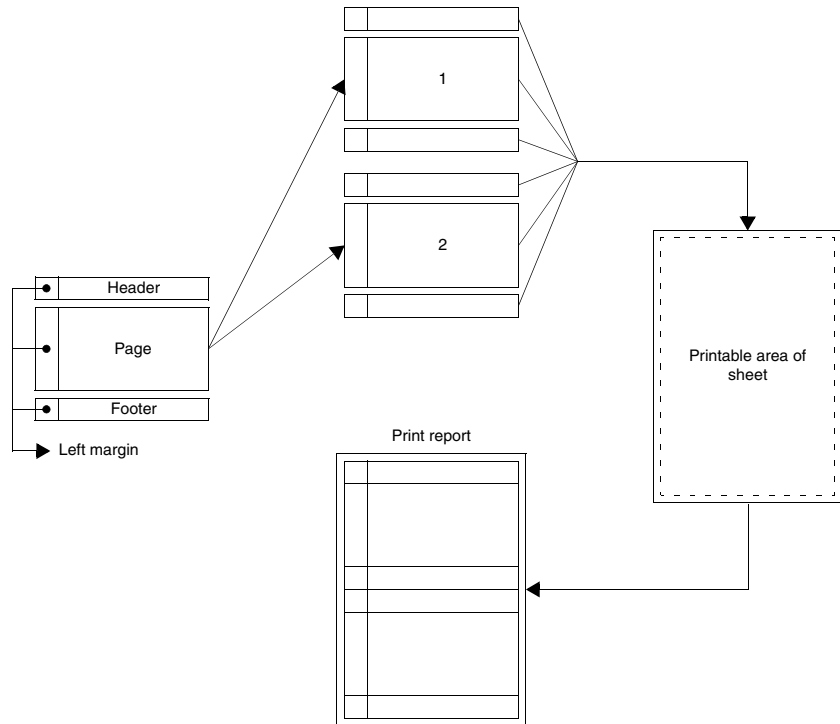 1
2
Header
Page
Footer
Left margin
Printable area of
sheet
Print report